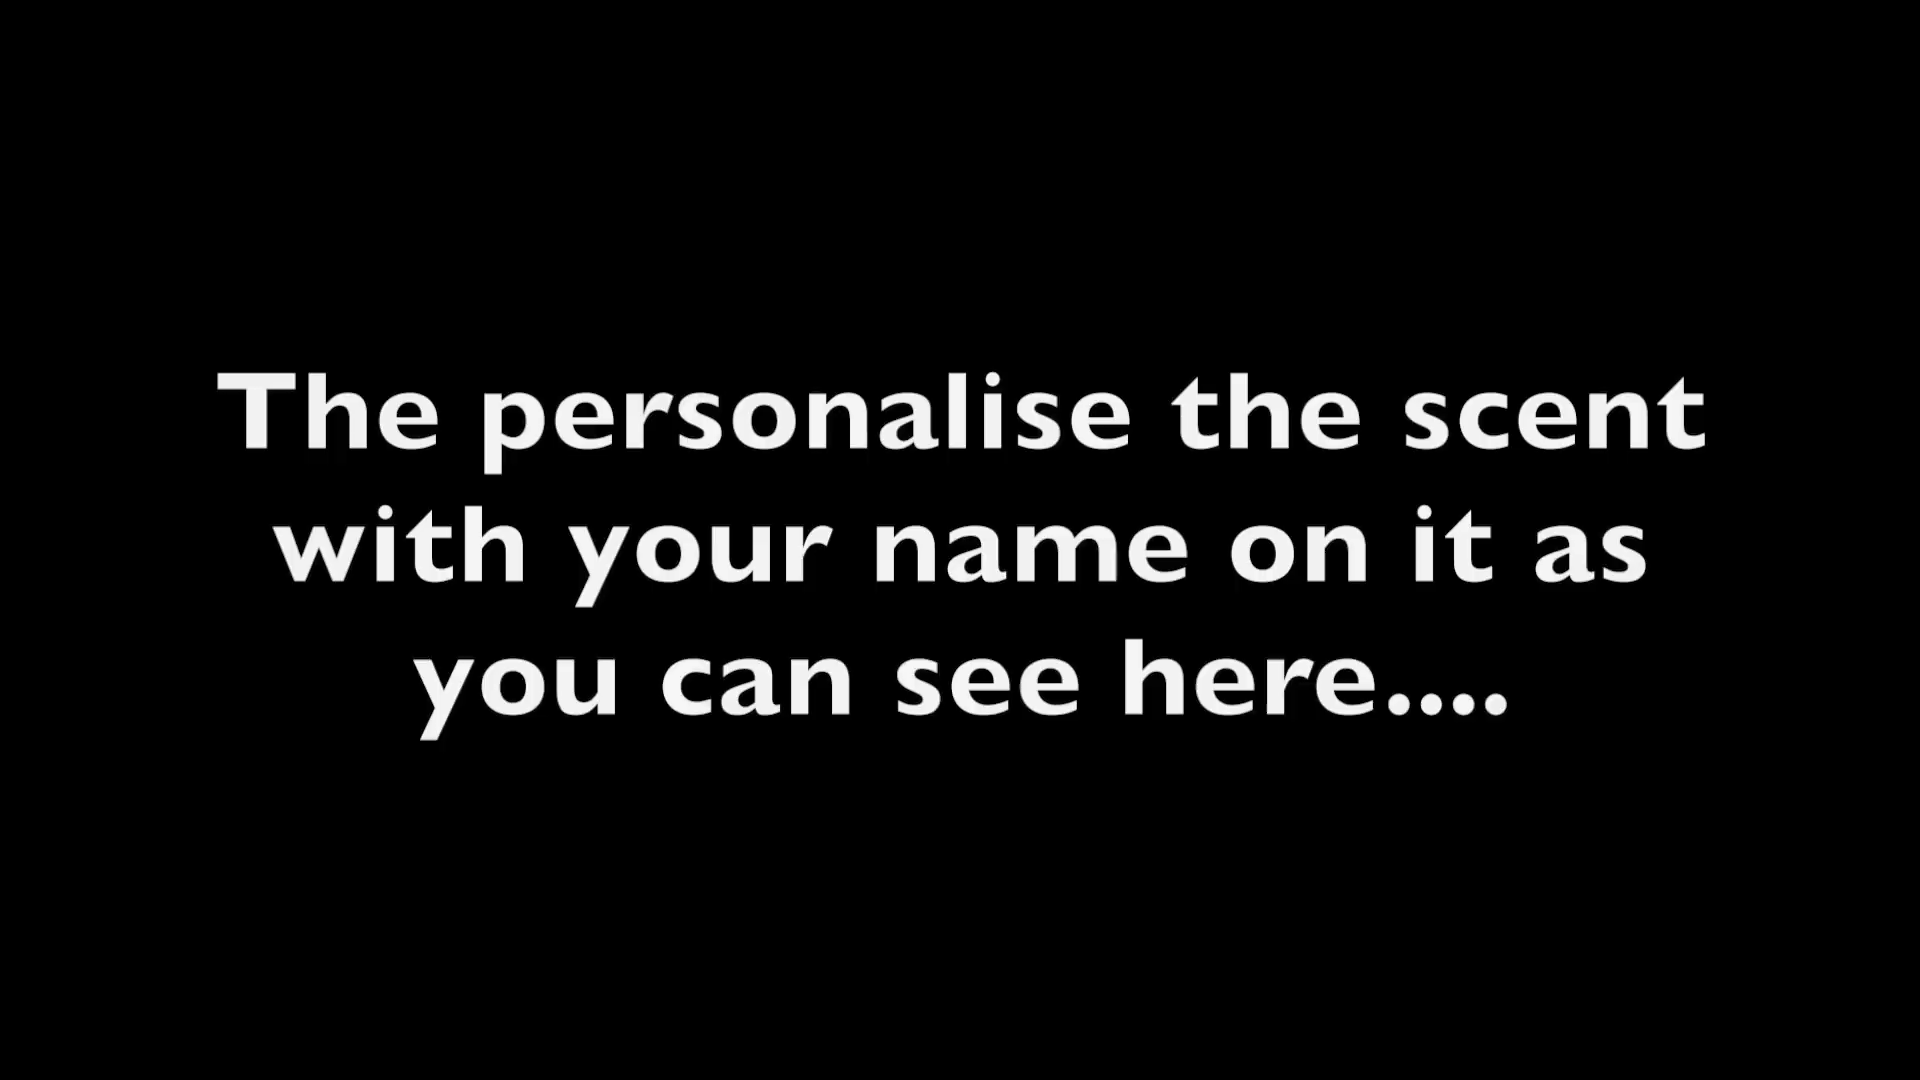 The personalise the scent
with your name on it as
you can see here....